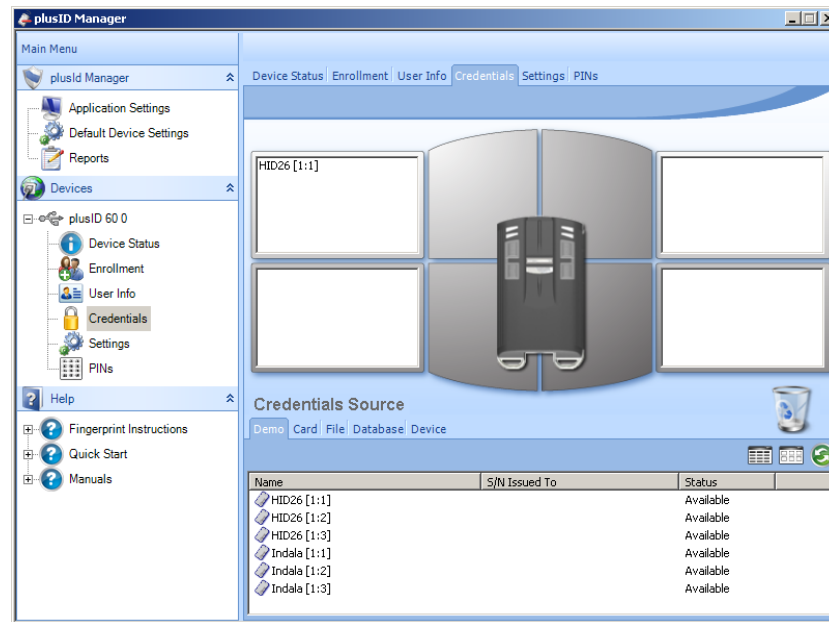 plusID Manager
Main Menu
plusId Manager
Application Settings
Default Device Settings
Reports
Devices
plusID 60 0
Device Status
Enrollment
User Info
Credentials
Settings
PINs
Help
Fingerprint Instructions
Quick Start
Manuals
Device Status Enrollment User Info Credentials Settings PINs
HID26 [1:1]
Credentials Source
Demo Card File Database Device
Name S/N Issued To Status
HID26 [1:1] Available
HID26 [1:2] Available
HID26 [1:3] Available
Indala [1:1] Available
Indala [1:2] Available
Indala [1:3] Available